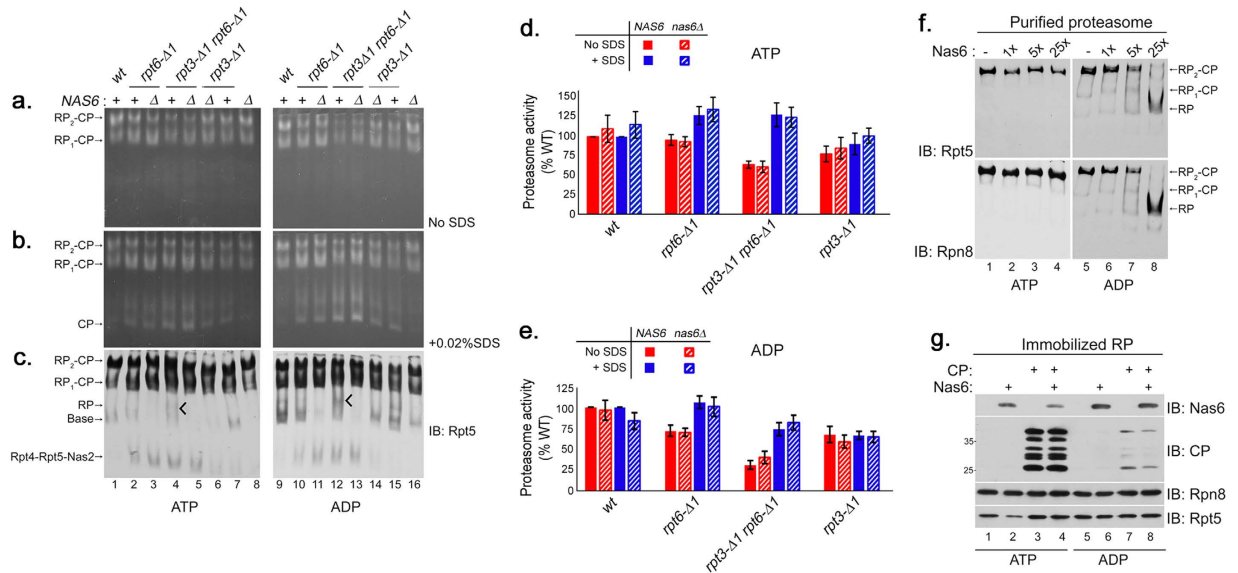 a.
wt
rpt6-Δ1
rpt3-Δ1 rpt6-Δ1
rpt3-Δ1
wt
rpt6-Δ1
rpt3Δ1 rpt6-Δ1
rpt3-Δ1
NAS6 : + + Δ + Δ Δ + Δ + + Δ + Δ Δ + Δ
RP2-CP→
RP1-CP→
No SDS
b.
RP2-CP→
RP1-CP→
CP→
+0.02%SDS
c.
RP2-CP→
RP1-CP→
RP→
Base→
Rpt4-Rpt5-Nas2→
IB: Rpt5
1 2 3 4 5 6 7 8 9 10 11 12 13 14 15 16
ATP
ADP
d.
NAS6 nas6Δ
No SDS
+ SDS
ATP
Proteasome activity
(% WT)
150
125
100
75
50
25
0
wt
rpt6-Δ1
rpt3-Δ1 rpt6-Δ1
rpt3-Δ1
e.
NAS6 nas6Δ
No SDS
+ SDS
ADP
Proteasome activity
(% WT)
125
100
75
50
25
0
wt
rpt6-Δ1
rpt3-Δ1 rpt6-Δ1
rpt3-Δ1
f.
Purified proteasome
Nas6 - 1x 5x 25x - 1x 5x 25x
←RP2-CP
←RP1-CP
←RP
IB: Rpt5
←RP2-CP
←RP1-CP
←RP
IB: Rpn8
1 2 3 4 5 6 7 8
ATP
ADP
g.
Immobilized RP
CP: + + + +
Nas6: + + + +
IB: Nas6
35
25
IB: CP
IB: Rpn8
IB: Rpt5
1 2 3 4 5 6 7 8
ATP
ADP